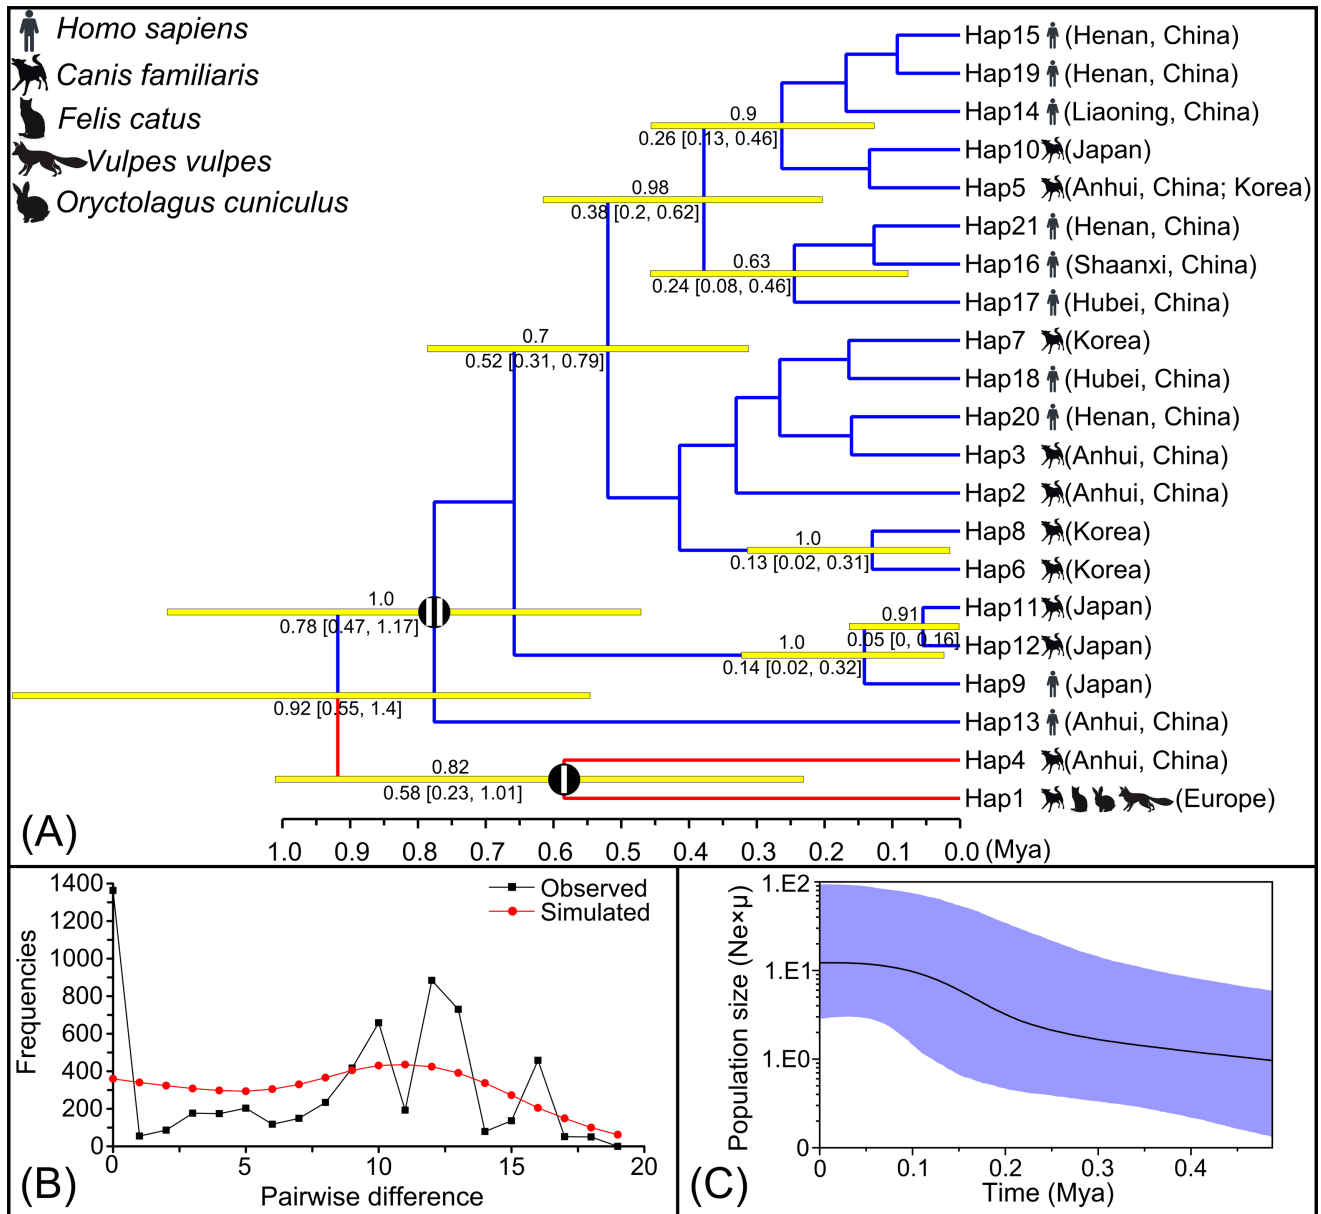 Homo sapiens
Canis familiaris
Felis catus
Vulpes vulpes
Oryctolagus cuniculus
Hap15 (Henan, China)
Hap19 (Henan, China)
Hap14 (Liaoning, China)
Hap10 (Japan)
Hap5 (Anhui, China; Korea)
Hap21 (Henan, China)
Hap16 (Shaanxi, China)
Hap17 (Hubei, China)
Hap7 (Korea)
Hap18 (Hubei, China)
Hap20 (Henan, China)
Hap3 (Anhui, China)
Hap2 (Anhui, China)
Hap8 (Korea)
Hap6 (Korea)
Hap11 (Japan)
Hap12 (Japan)
Hap9 (Japan)
Hap13 (Anhui, China)
Hap4 (Anhui, China)
Hap1 (Europe)
0.9
0.26 [0.13, 0.46]
0.98
0.38 [0.2, 0.62]
0.63
0.24 [0.08, 0.46]
0.7
0.52 [0.31, 0.79]
1.0
0.13 [0.02, 0.31]
0.91
0.05 [0, 0.16]
1.0
0.14 [0.02, 0.32]
1.0
0.78 [0.47, 1.17]
0.92 [0.55, 1.4]
0.82
0.58 [0.23, 1.01]
(A)
1.0 0.9 0.8 0.7 0.6 0.5 0.4 0.3 0.2 0.1 0.0 (Mya)
1400
1200
1000
800
600
400
200
0
Frequencies
Observed
Simulated
0 5 10 15 20
Pairwise difference
(B)
1.E2
1.E1
1.E0
0
Population size (Ne×μ)
0 0.1 0.2 0.3 0.4
Time (Mya)
(C)